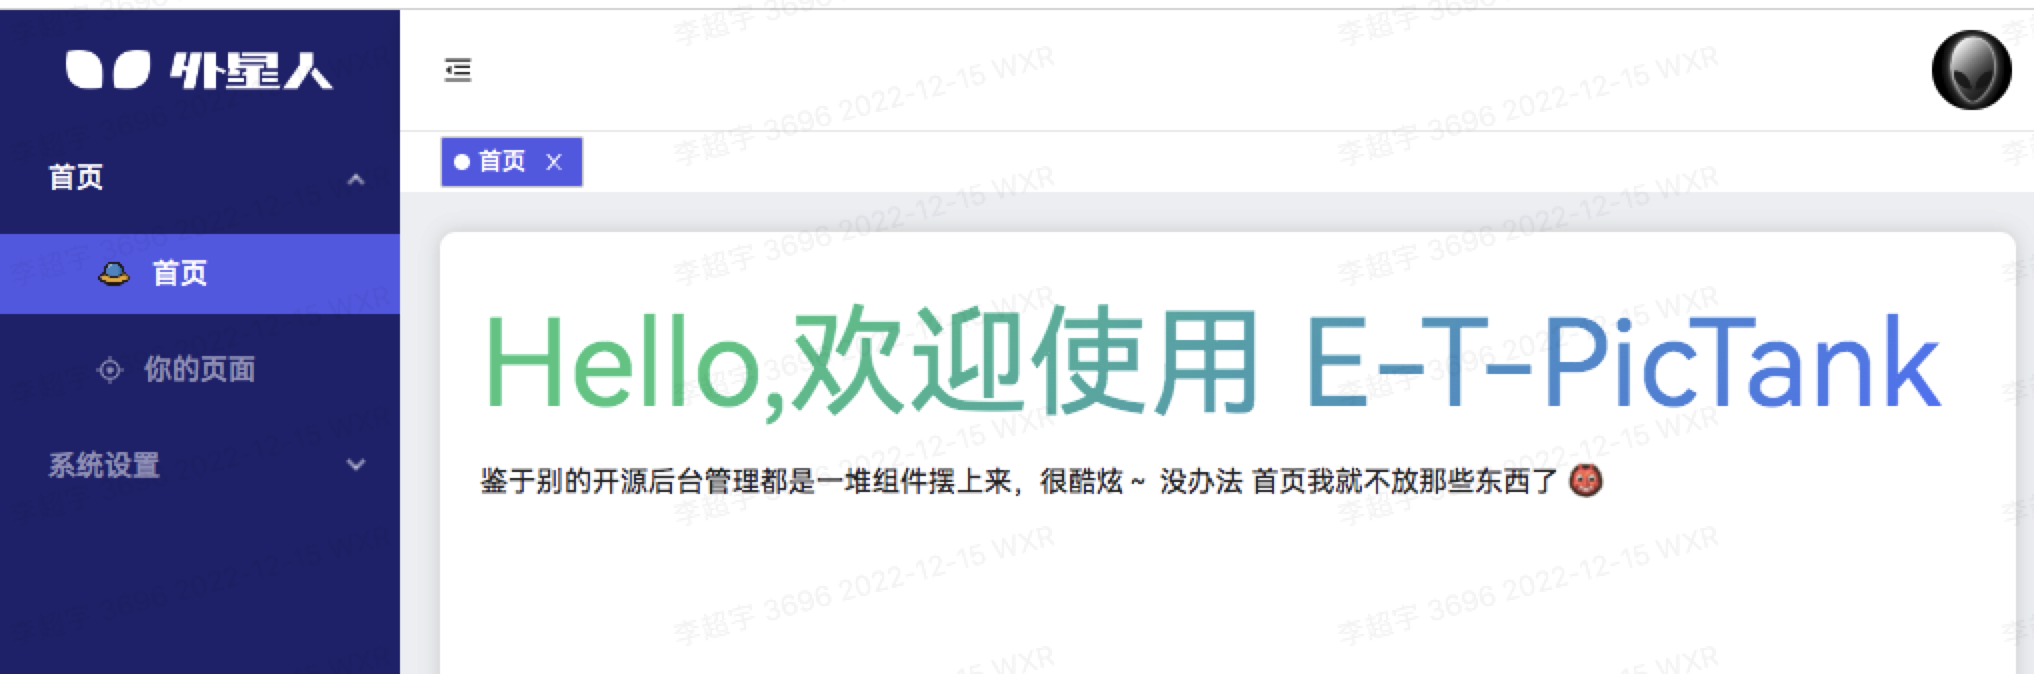 外星人
首页
首页
你的页面
系统设置
首页
Hello,欢迎使用 E-T-PicTank
鉴于别的开源后台管理都是一堆组件摆上来，很酷炫 ~ 没办法 首页我就不放那些东西了
李超宇 3696 2022-12-15 WXR